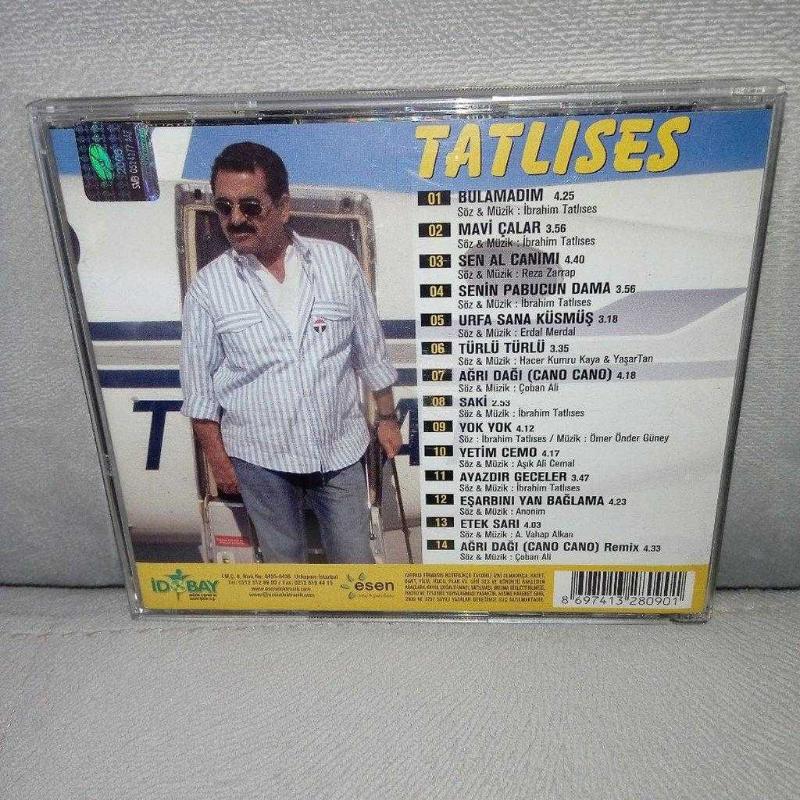 TATLISES
01 BULAMADIM 4.25
Söz & Müzik : İbrahim Tatlıses
02 MAVİ ÇALAR 3.56
Söz & Müzik : İbrahim Tatlıses
03 SEN AL CANIMI 4.40
Söz & Müzik : Reza Zarrap
04 SENİN PABUCUN DAMA 3.56
Söz & Müzik : İbrahim Tatlıses
05 URFA SANA KÜSMÜŞ 3.18
Söz & Müzik : Erdal Merdal
06 TÜRLÜ TÜRLÜ 3.35
Söz & Müzik : Hacer Kumru Kaya & YaşarTan
07 AĞRI DAĞI (CANO CANO) 4.18
Söz & Müzik : Çoban Ali
08 SAKİ 2.53
Söz & Müzik : İbrahim Tatlıses
09 YOK YOK 4.12
Söz : İbrahim Tatlıses / Müzik : Ömer Önder Güney
10 YETİM CEMO 4.17
Söz & Müzik : Aşık Ali Cemal
11 AYAZDIR GECELER 3.47
Söz & Müzik : İbrahim Tatlıses
12 EŞARBINI YAN BAĞLAMA 4.23
Söz & Müzik : Anonim
13 ETEK SARI 4.03
Söz & Müzik : A. Vahap Alkan
14 AĞRI DAĞI (CANO CANO) Remix 4.33
Söz & Müzik : Çoban Ali
T
A
İDOBAY
esen
8 697413 280901